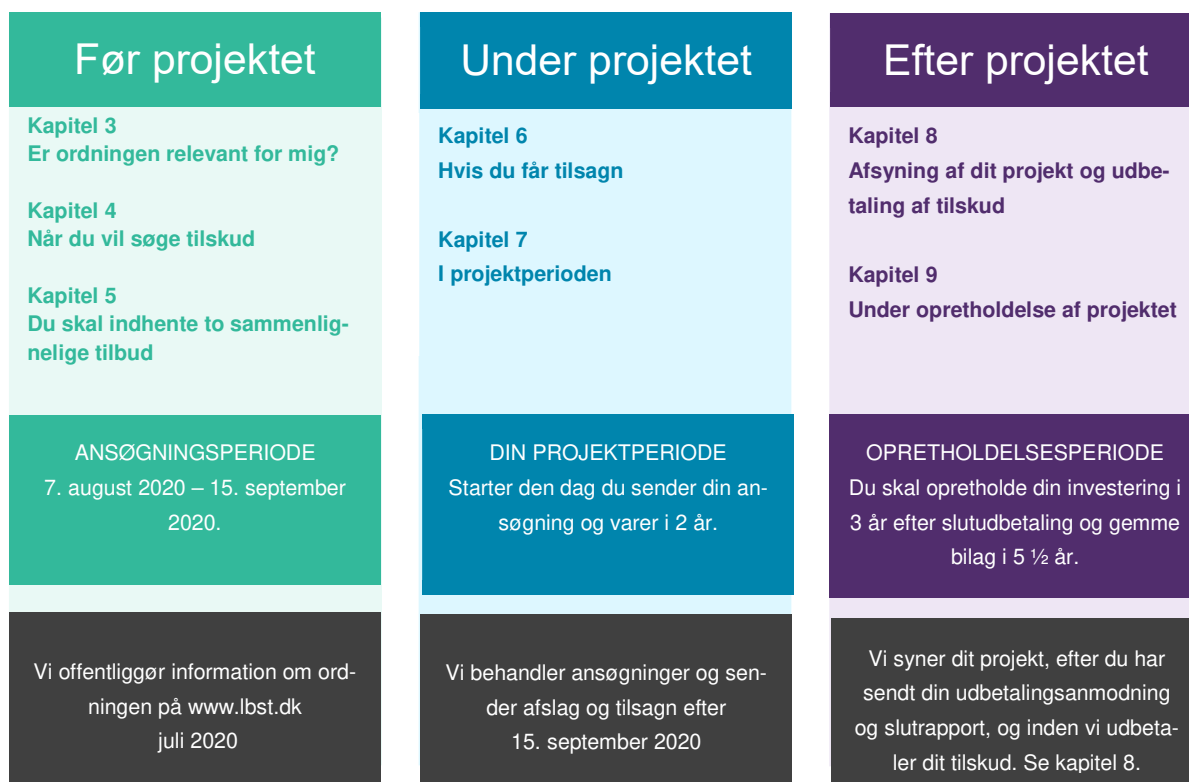 Før projektet
Kapitel 3
Er ordningen relevant for mig?
Kapitel 4
Når du vil søge tilskud
Kapitel 5
Du skal indhente to sammenlig-
nelige tilbud
ANSØGNINGSPERIODE
7. august 2020 – 15. september
2020.
Vi offentliggør information om ord-
ningen på www.lbst.dk
juli 2020
Under projektet
Kapitel 6
Hvis du får tilsagn
Kapitel 7
I projektperioden
DIN PROJEKTPERIODE
Starter den dag du sender din an-
søgning og varer i 2 år.
Vi behandler ansøgninger og sen-
der afslag og tilsagn efter
15. september 2020
Efter projektet
Kapitel 8
Afsyning af dit projekt og udbe-
taling af tilskud
Kapitel 9
Under opretholdelse af projektet
OPRETHOLDELSESPERIODE
Du skal opretholde din investering i
3 år efter slutudbetaling og gemme
bilag i 5 ½ år.
Vi syner dit projekt, efter du har
sendt din udbetalingsanmodning
og slutrapport, og inden vi udbeta-
ler dit tilskud. Se kapitel 8.